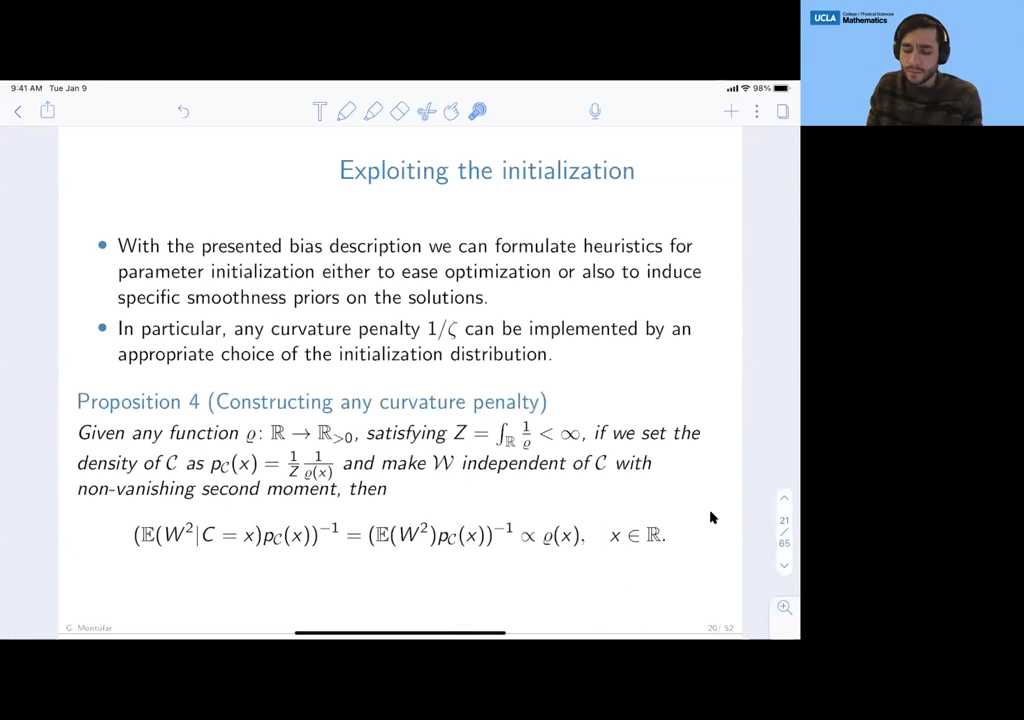 UCLA College | Physical Sciences
Mathematics
9:41 AM Tue Jan 9
98%
Exploiting the initialization
• With the presented bias description we can formulate heuristics for
parameter initialization either to ease optimization or also to induce
specific smoothness priors on the solutions.
• In particular, any curvature penalty 1/ζ can be implemented by an
appropriate choice of the initialization distribution.
Proposition 4 (Constructing any curvature penalty)
Given any function ϱ: ℝ → ℝ>0, satisfying Z = ∫ℝ 1/ϱ < ∞, if we set the
density of 𝒞 as p𝒞(x) = 1/Z 1/ϱ(x) and make 𝒲 independent of 𝒞 with
non-vanishing second moment, then
(𝔼(W²|C = x)p𝒞(x))⁻¹ = (𝔼(W²)p𝒞(x))⁻¹ ∝ ϱ(x), x ∈ ℝ.
21
/
65
G. Montúfar
20/ 52